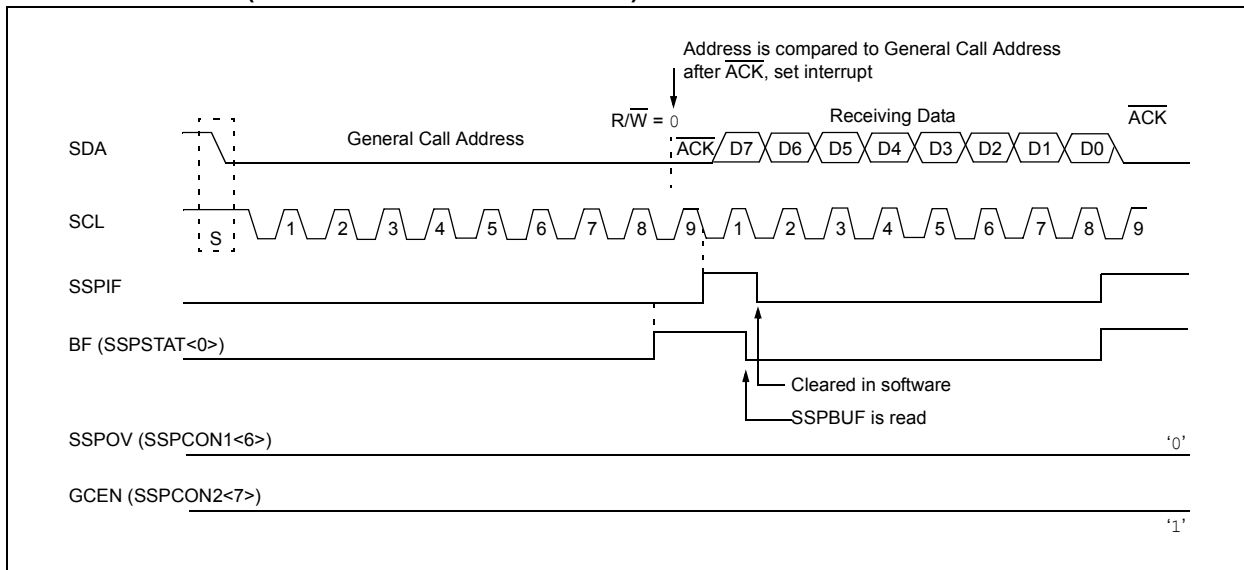 Address is compared to General Call Address
after ACK, set interrupt
R/W = 0
Receiving Data
ACK
SDA
General Call Address
ACK D7 D6 D5 D4 D3 D2 D1 D0
SCL
S
1 2 3 4 5 6 7 8 9 1 2 3 4 5 6 7 8 9
SSPIF
BF (SSPSTAT<0>)
Cleared in software
SSPBUF is read
SSPOV (SSPCON1<6>)
‘0’
GCEN (SSPCON2<7>)
‘1’